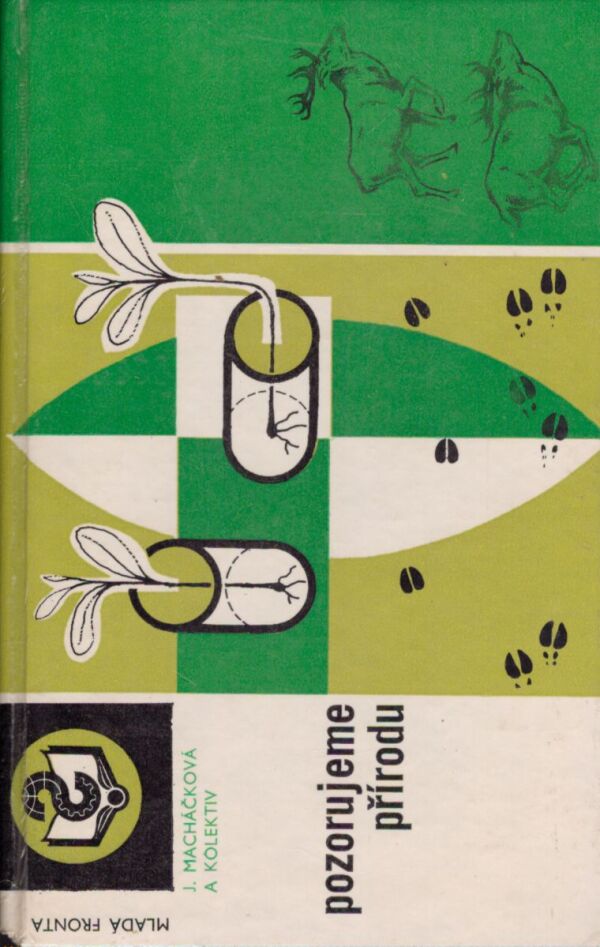 J. MACHÁČKOVÁ
A KOLEKTIV
pozorujeme
přírodu
MLADÁ FRONTA